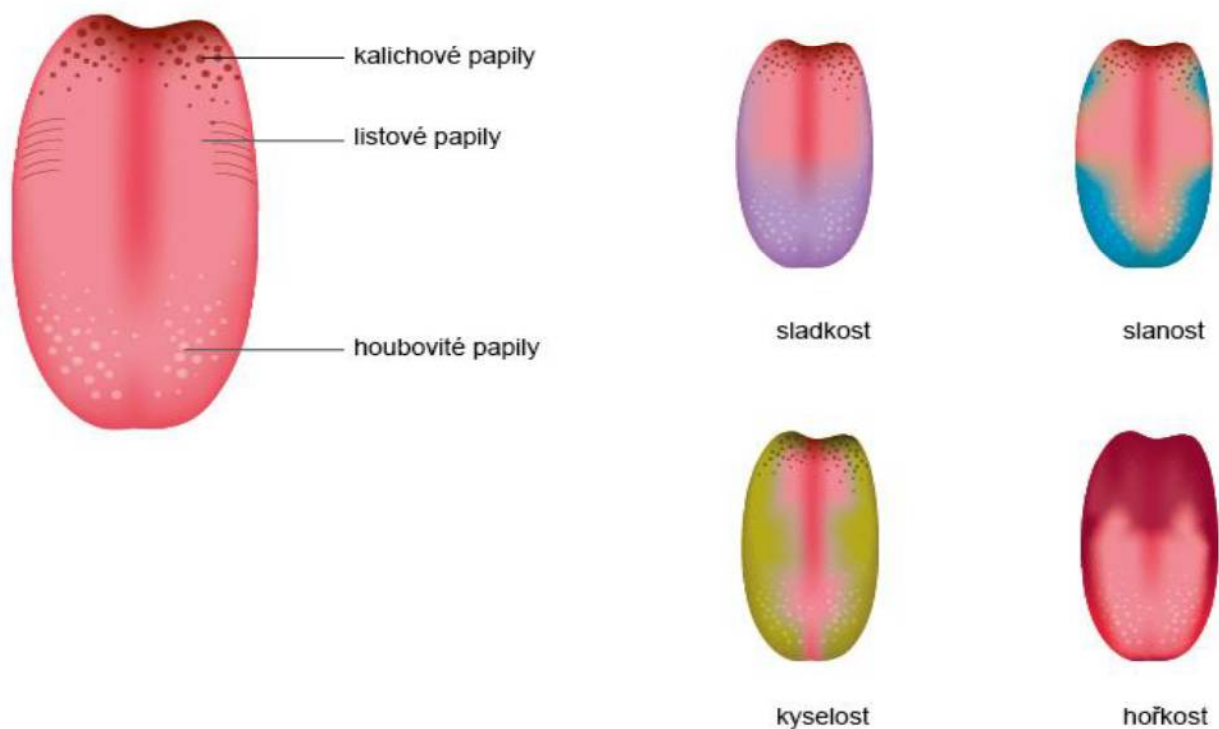 kalichové papily
listové papily
houbovité papily
sladkost
slanost
kyselost
hořkost